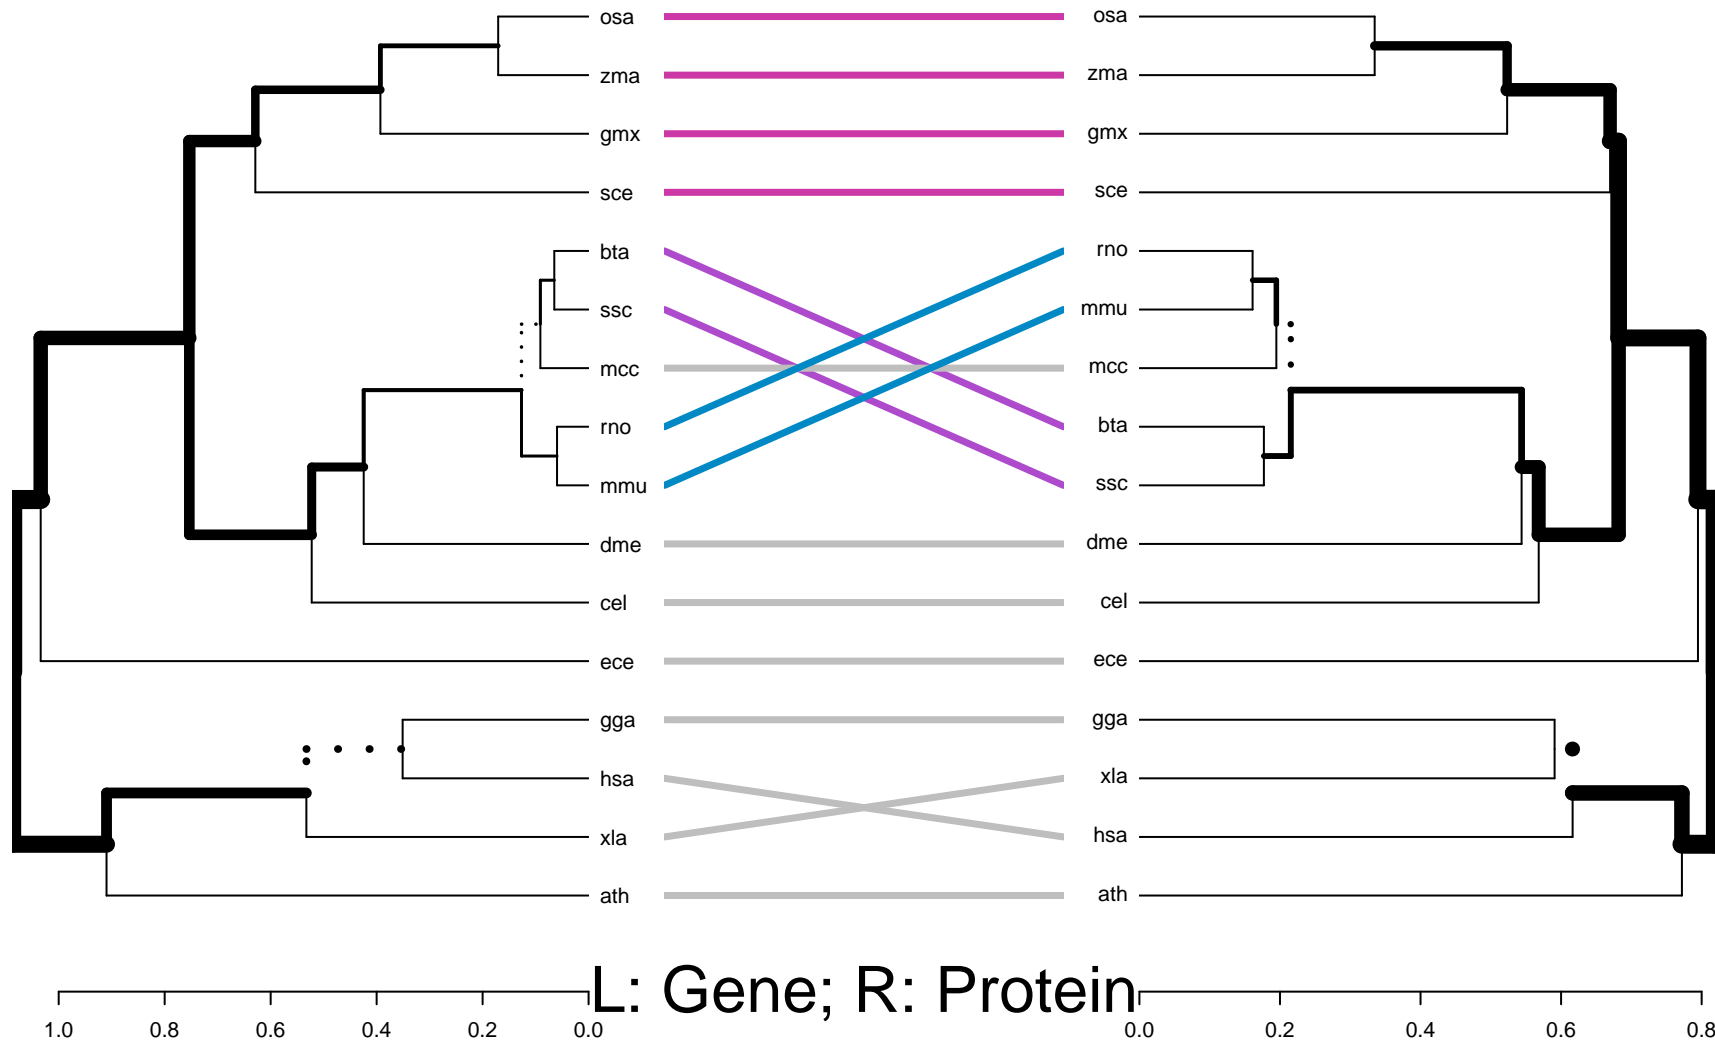 osa osa
zma zma
gmx gmx
sce sce
bta rno
ssc mmu
mcc mcc
rno bta
mmu ssc
dme dme
cel cel
ece ece
gga gga
hsa xla
xla hsa
ath ath
L: Gene; R: Protein
1.0 0.8 0.6 0.4 0.2 0.0 0.0 0.2 0.4 0.6 0.8